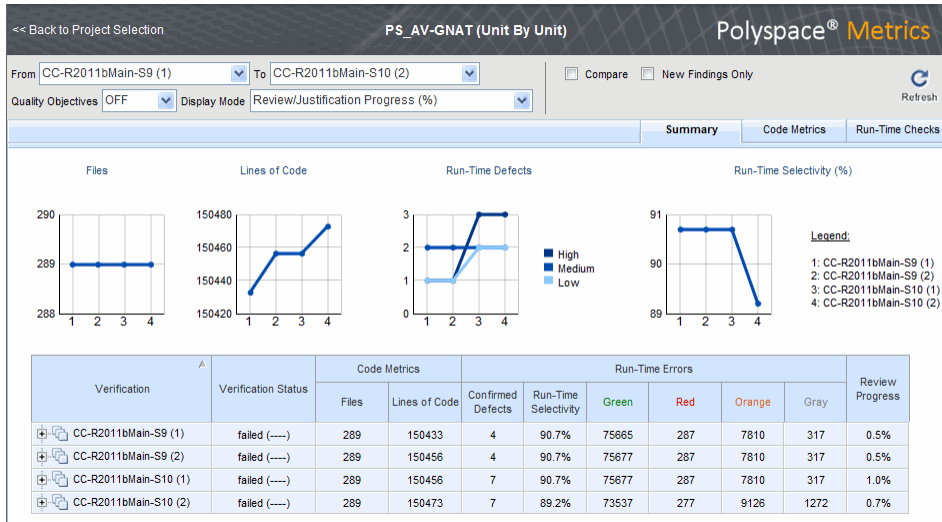 << Back to Project Selection PS_AV-GNAT (Unit By Unit) Polyspace® Metrics
From CC-R2011bMain-S9 (1) To CC-R2011bMain-S10 (2) Compare New Findings Only
Quality Objectives OFF Display Mode Review/Justification Progress (%) Refresh
Summary Code Metrics Run-Time Checks
Files
290
289
288
1 2 3 4
Lines of Code
150480
150460
150440
150420
1 2 3 4
Run-Time Defects
3
2
1
0
1 2 3 4
High
Medium
Low
Run-Time Selectivity (%)
91
90
89
1 2 3 4
Legend:
1: CC-R2011bMain-S9 (1)
2: CC-R2011bMain-S9 (2)
3: CC-R2011bMain-S10 (1)
4: CC-R2011bMain-S10 (2)
Verification Verification Status Code Metrics Run-Time Errors Review Progress
Files Lines of Code Confirmed Defects Run-Time Selectivity Green Red Orange Gray
CC-R2011bMain-S9 (1) failed (----) 289 150433 4 90.7% 75665 287 7810 317 0.5%
CC-R2011bMain-S9 (2) failed (----) 289 150456 4 90.7% 75677 287 7810 317 0.5%
CC-R2011bMain-S10 (1) failed (----) 289 150456 7 90.7% 75677 287 7810 317 1.0%
CC-R2011bMain-S10 (2) failed (----) 289 150473 7 89.2% 73537 277 9126 1272 0.7%